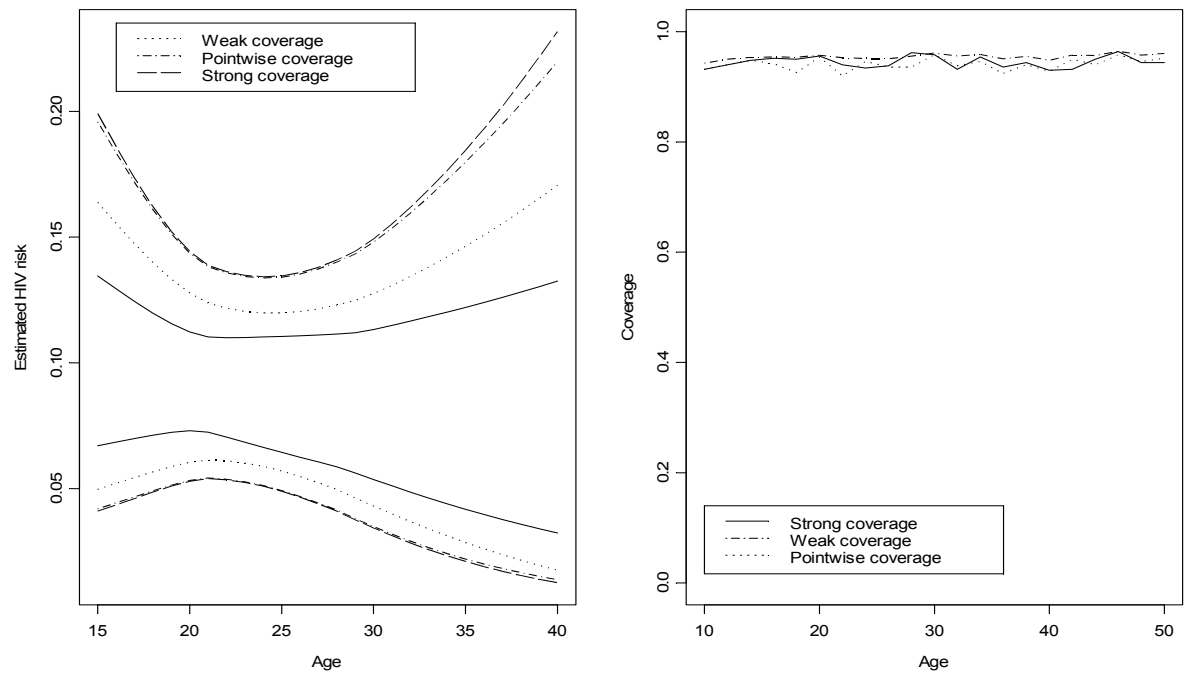 Weak coverage
Pointwise coverage
Strong coverage
Estimated HIV risk
0.20
0.15
0.10
0.05
15 20 25 30 35 40
Age
Coverage
1.0
0.8
0.6
0.4
0.2
0.0
Strong coverage
Weak coverage
Pointwise coverage
10 20 30 40 50
Age